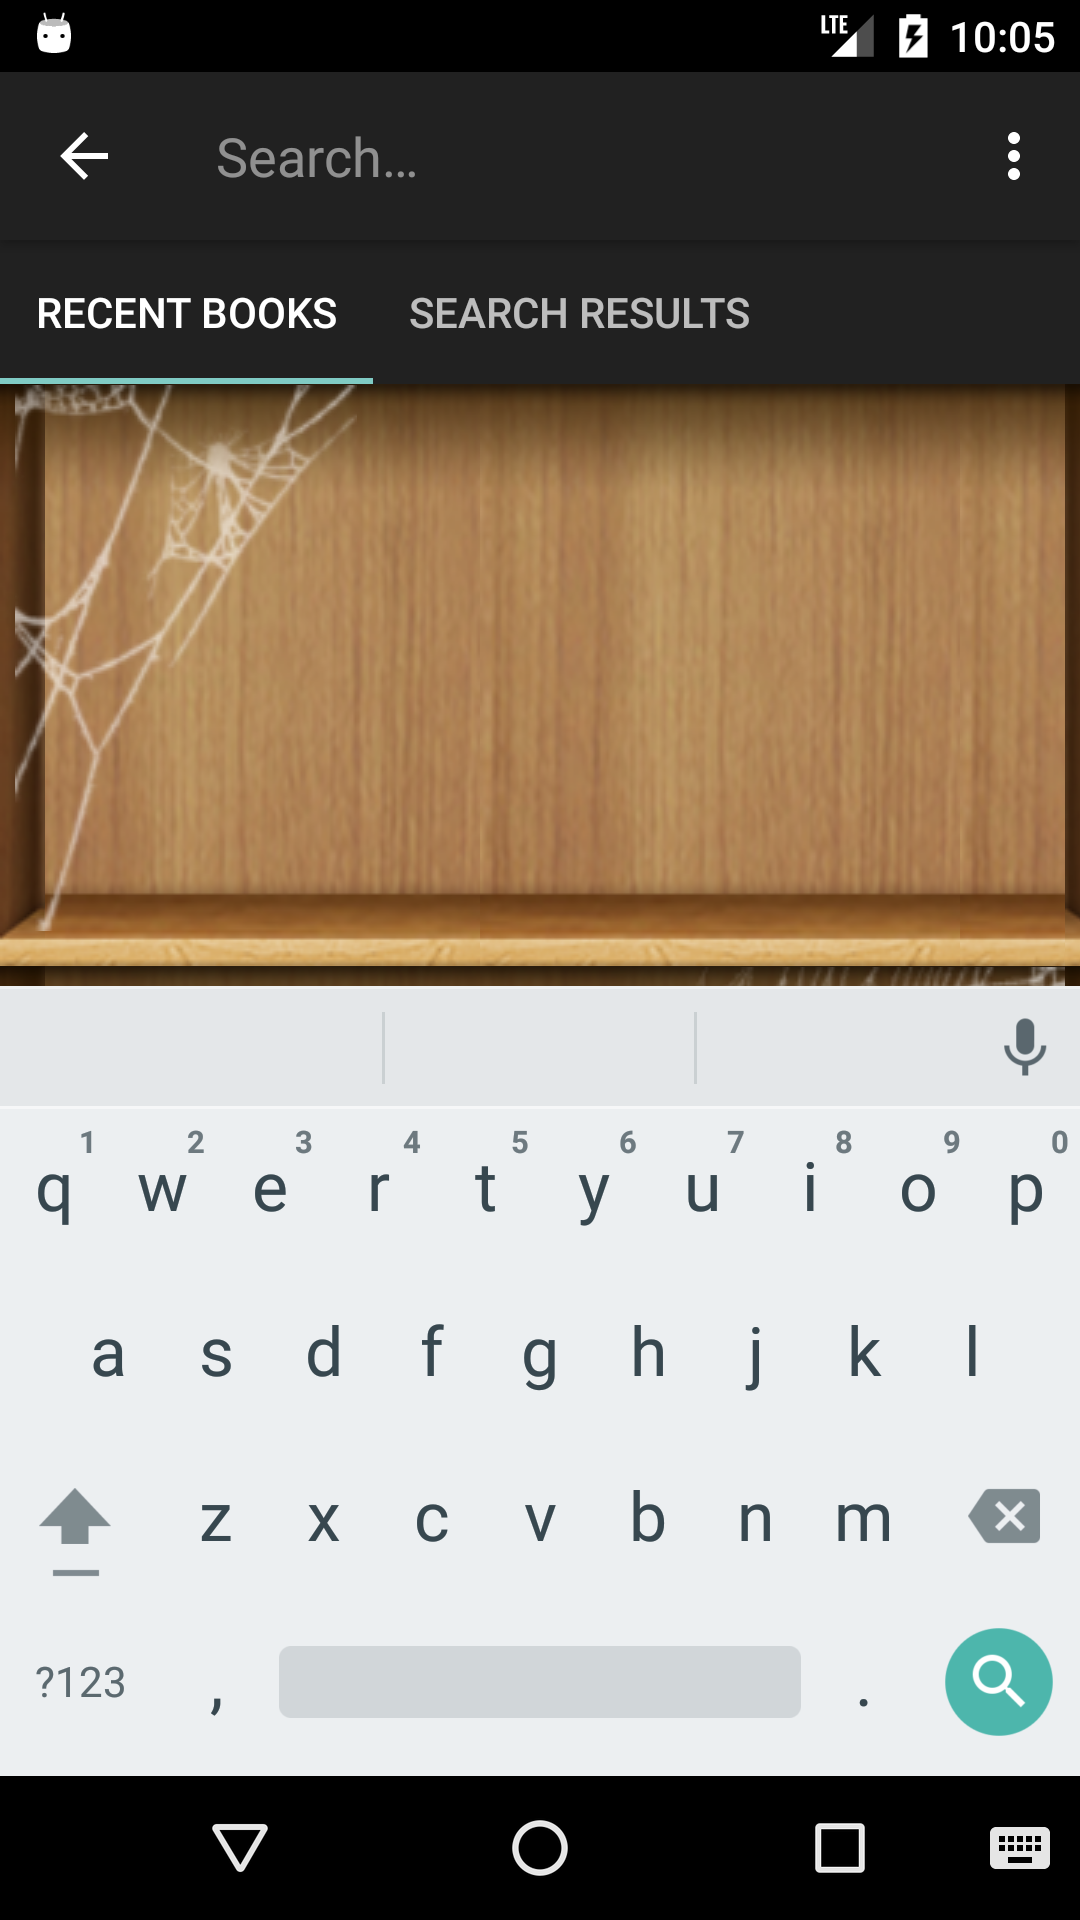 LTE 10:05
Search...
RECENT BOOKS SEARCH RESULTS
1 2 3 4 5 6 7 8 9 0
q w e r t y u i o p
a s d f g h j k l
z x c v b n m
?123 , .